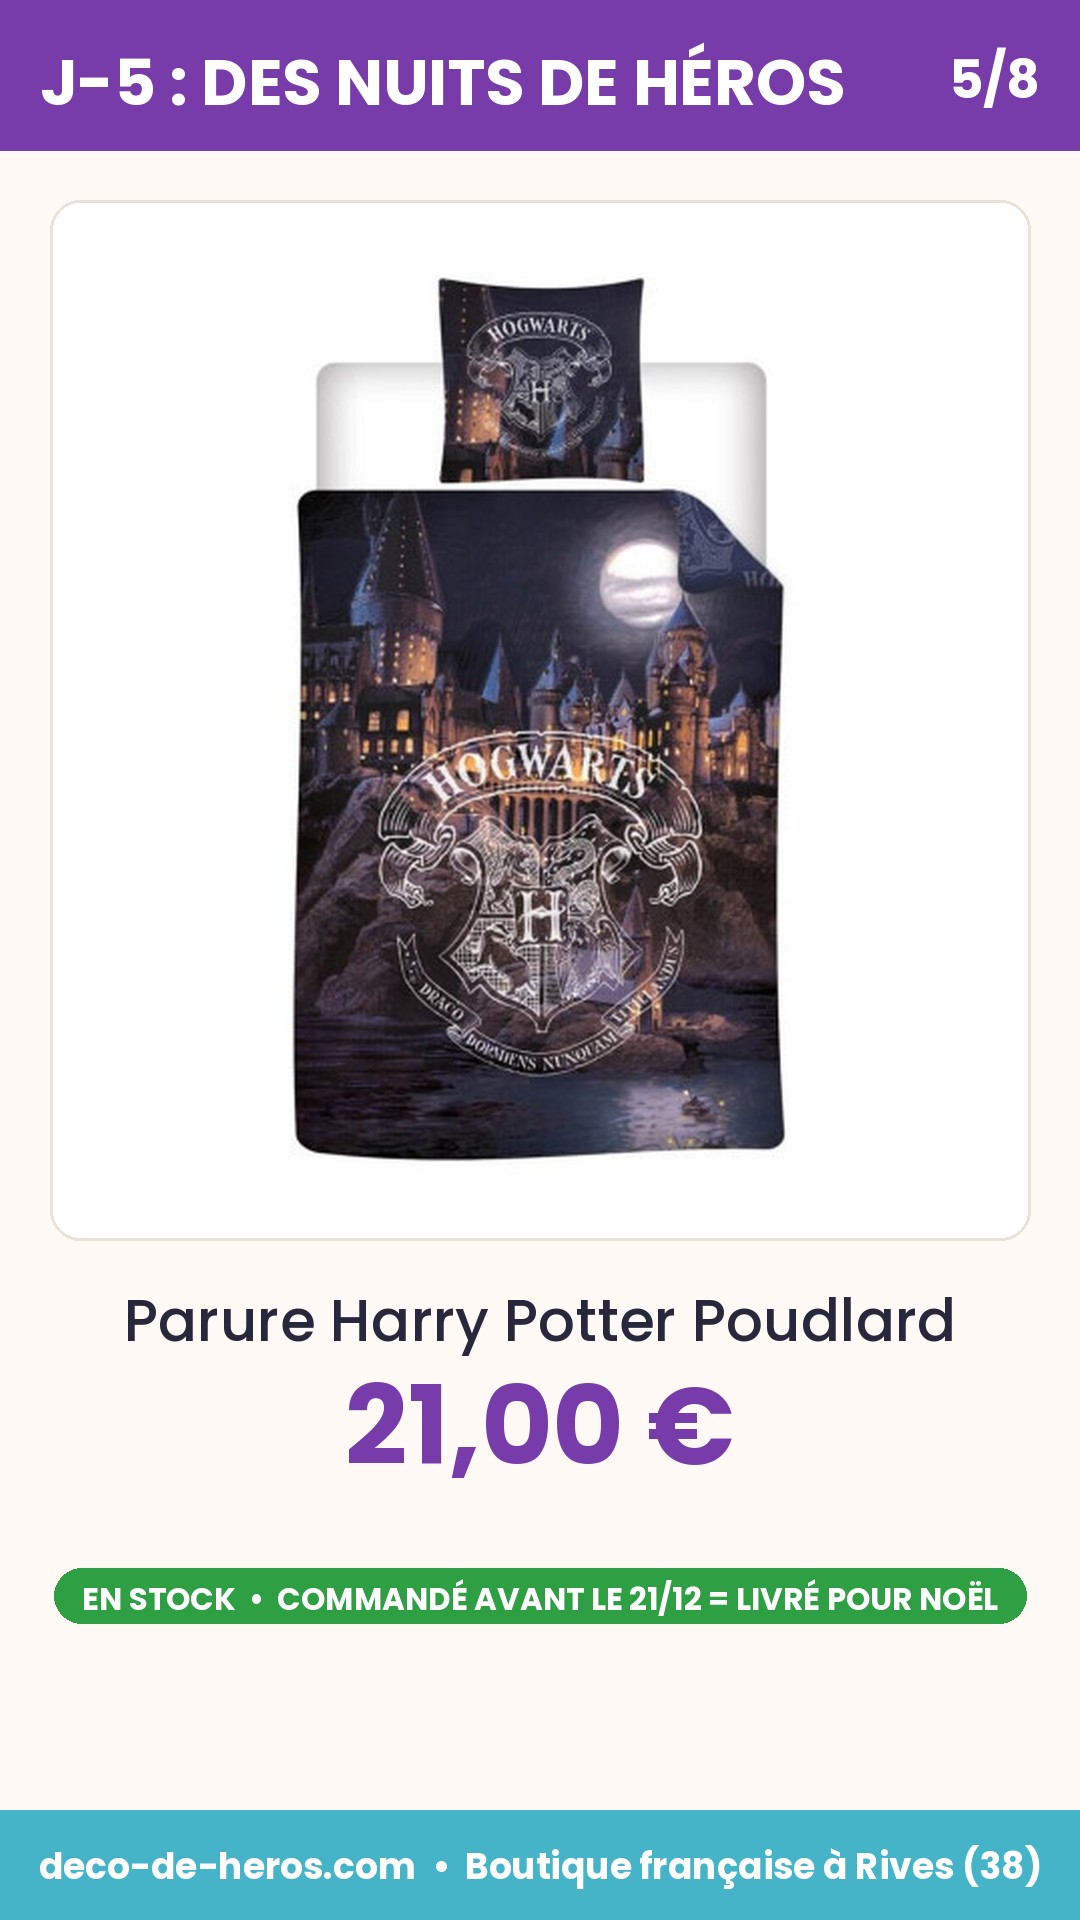 J-5 : DES NUITS DE HÉROS
5/8
HOGWARTS
H
HOGWARTS
H
DRACO
DORMIENS NUNQUAM
TITILLANDUS
Parure Harry Potter Poudlard
21,00 €
EN STOCK • COMMANDÉ AVANT LE 21/12 = LIVRÉ POUR NOËL
deco-de-heros.com • Boutique française à Rives (38)